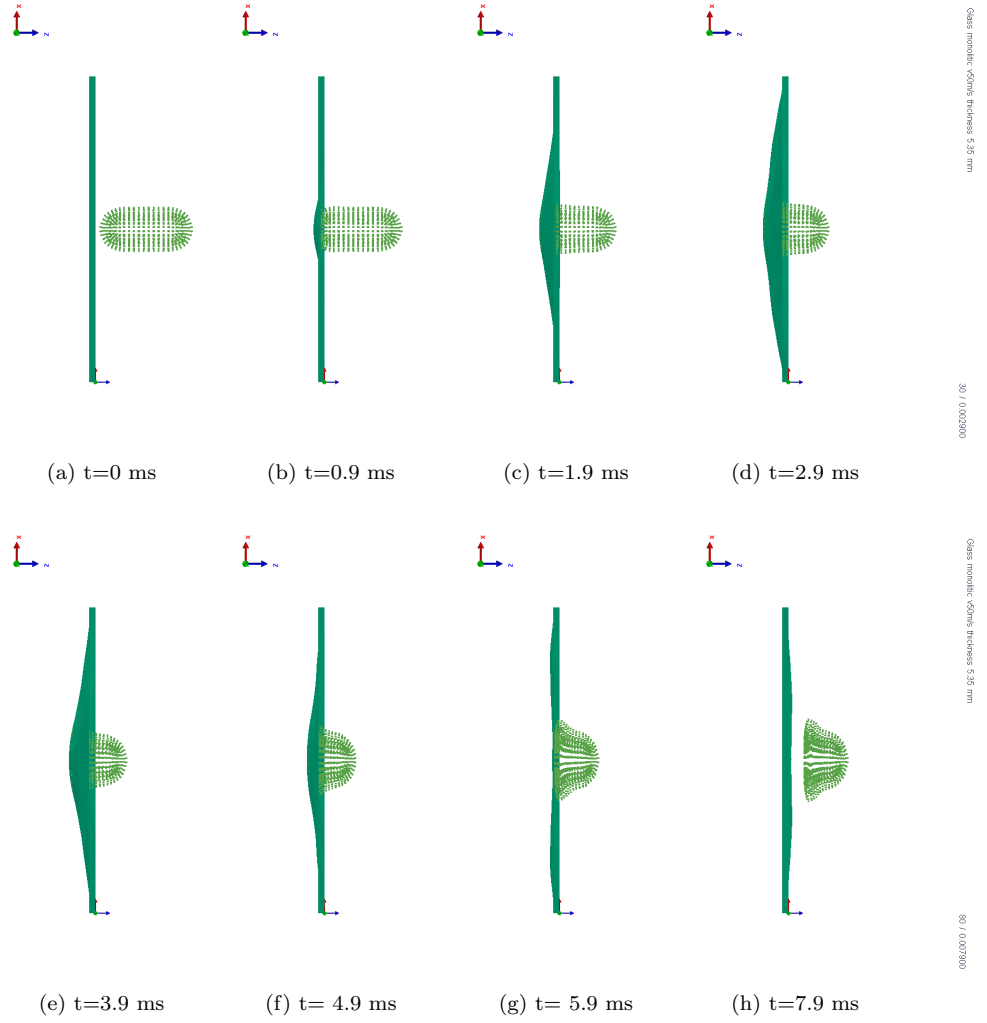 x
z
x
z
x
z
x
z
Glass monolitic v50m/s thickness 5.35 mm
30 / 0.002900
(a) t=0 ms
(b) t=0.9 ms
(c) t=1.9 ms
(d) t=2.9 ms
x
z
x
z
x
z
x
z
Glass monolitic v50m/s thickness 5.35 mm
80 / 0.007900
(e) t=3.9 ms
(f) t= 4.9 ms
(g) t= 5.9 ms
(h) t=7.9 ms